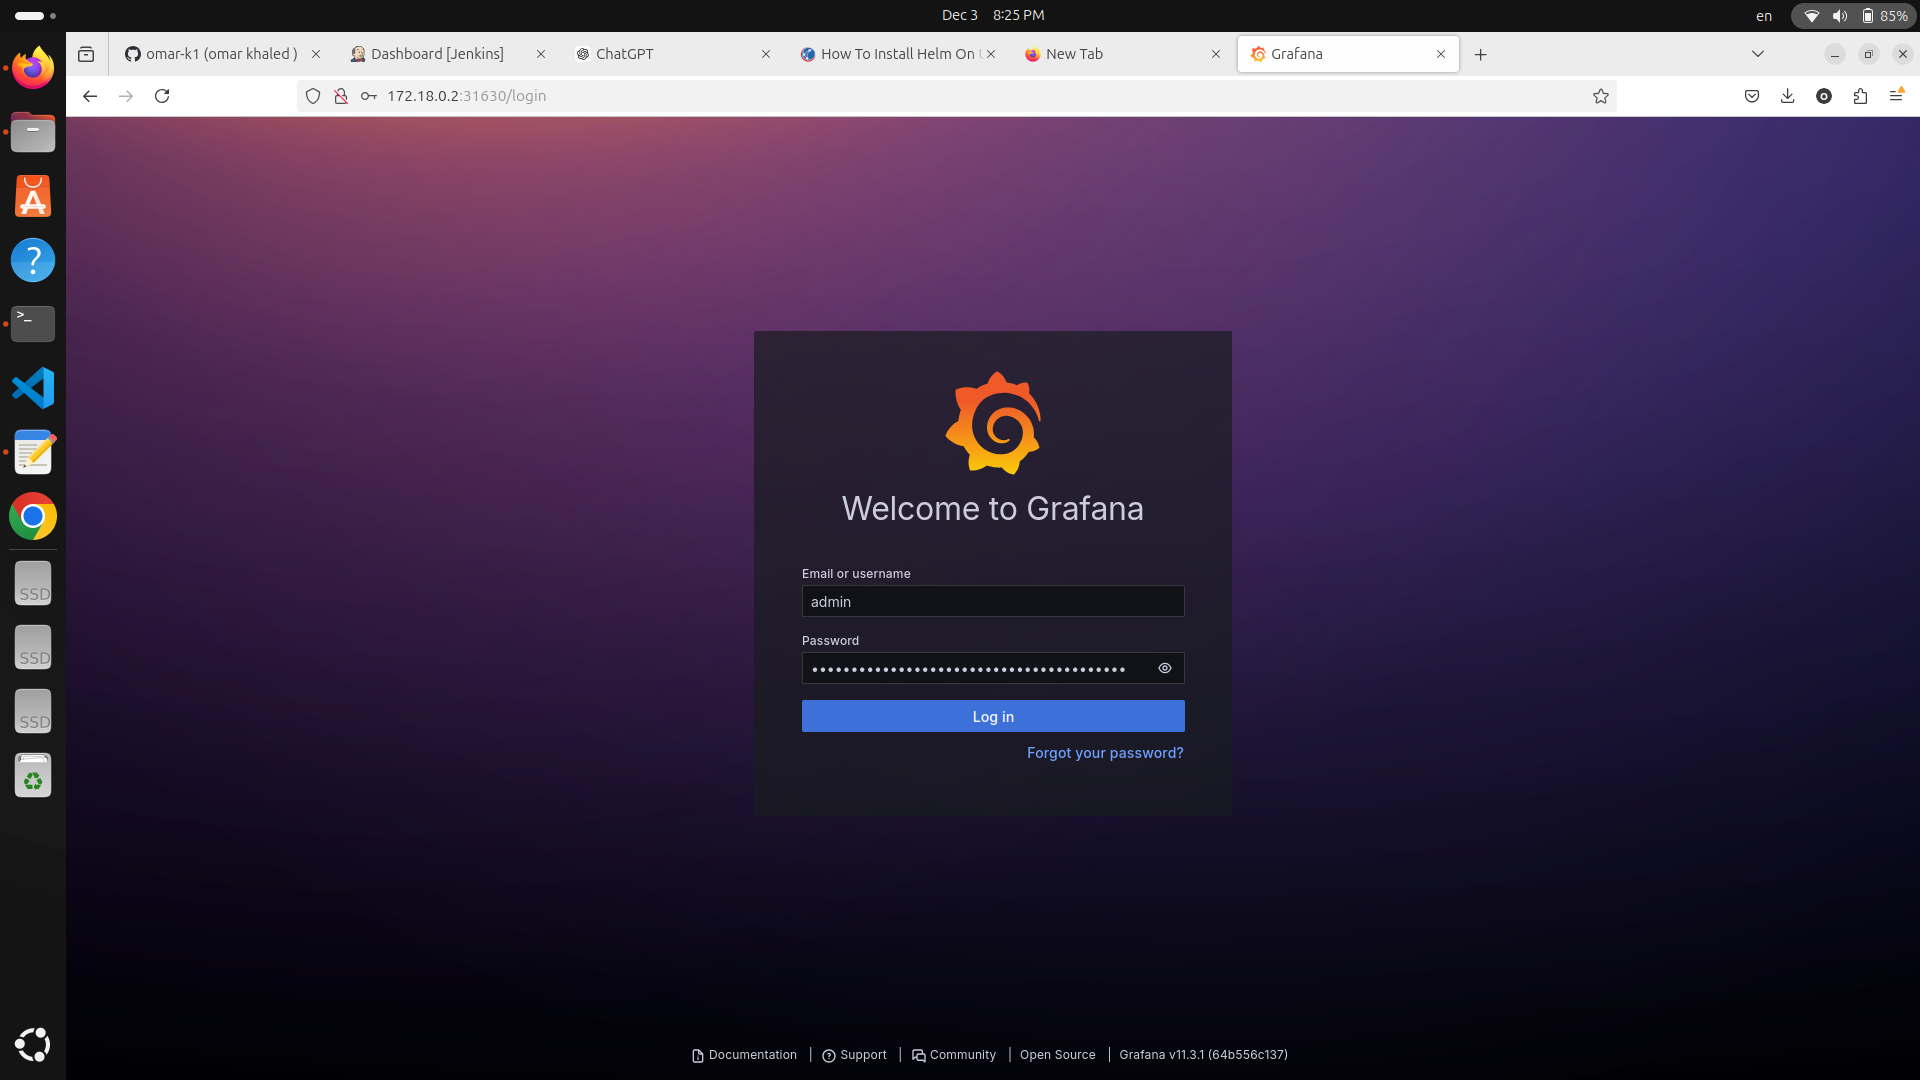 Dec 3 8:25 PM
en
85%
omar-k1 (omar khaled )
Dashboard [Jenkins]
ChatGPT
How To Install Helm On
New Tab
Grafana
172.18.0.2:31630/login
>_
SSD
SSD
SSD
Welcome to Grafana
Email or username
admin
Password
••••••••••••••••••••••••••••••••••••••••
Log in
Forgot your password?
Documentation | Support | Community | Open Source | Grafana v11.3.1 (64b556c137)